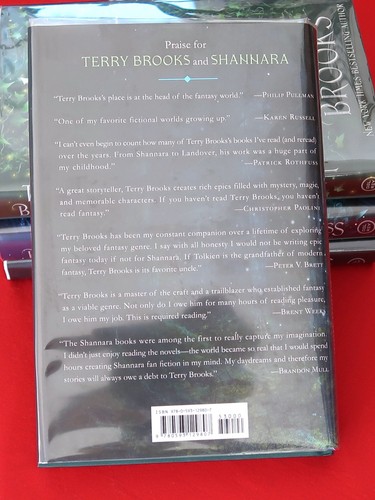 Praise for
TERRY BROOKS and SHANNARA
"Terry Brooks's place is at the head of the fantasy world." —PHILIP PULLMAN
"One of my favorite fictional worlds growing up." —KAREN RUSSELL
"I can't even begin to count how many of Terry Brooks's books I've read (and reread)
over the years. From Shannara to Landover, his work was a huge part of
my childhood." —PATRICK ROTHFUSS
"A great storyteller, Terry Brooks creates rich epics filled with mystery, magic,
and memorable characters. If you haven't read Terry Brooks, you haven't
read fantasy." —CHRISTOPHER PAOLINI
"Terry Brooks has been my constant companion over a lifetime of exploring
my beloved fantasy genre. I say with all honesty I would not be writing epic
fantasy today if not for Shannara. If Tolkien is the grandfather of modern
fantasy, Terry Brooks is its favorite uncle." —PETER V. BRETT
"Terry Brooks is a master of the craft and a trailblazer who established fantasy
as a viable genre. Not only do I owe him for many hours of reading pleasure,
I owe him my job. This is required reading." —BRENT WEEKS
"The Shannara books were among the first to really capture my imagination.
I didn't just enjoy reading the novels—the world became so real that I would spend
hours creating Shannara fan fiction in my mind. My daydreams and therefore my
stories will always owe a debt to Terry Brooks." —BRANDON MULL
BROOKS
NEW YORK TIMES BESTSELLING AUTHOR